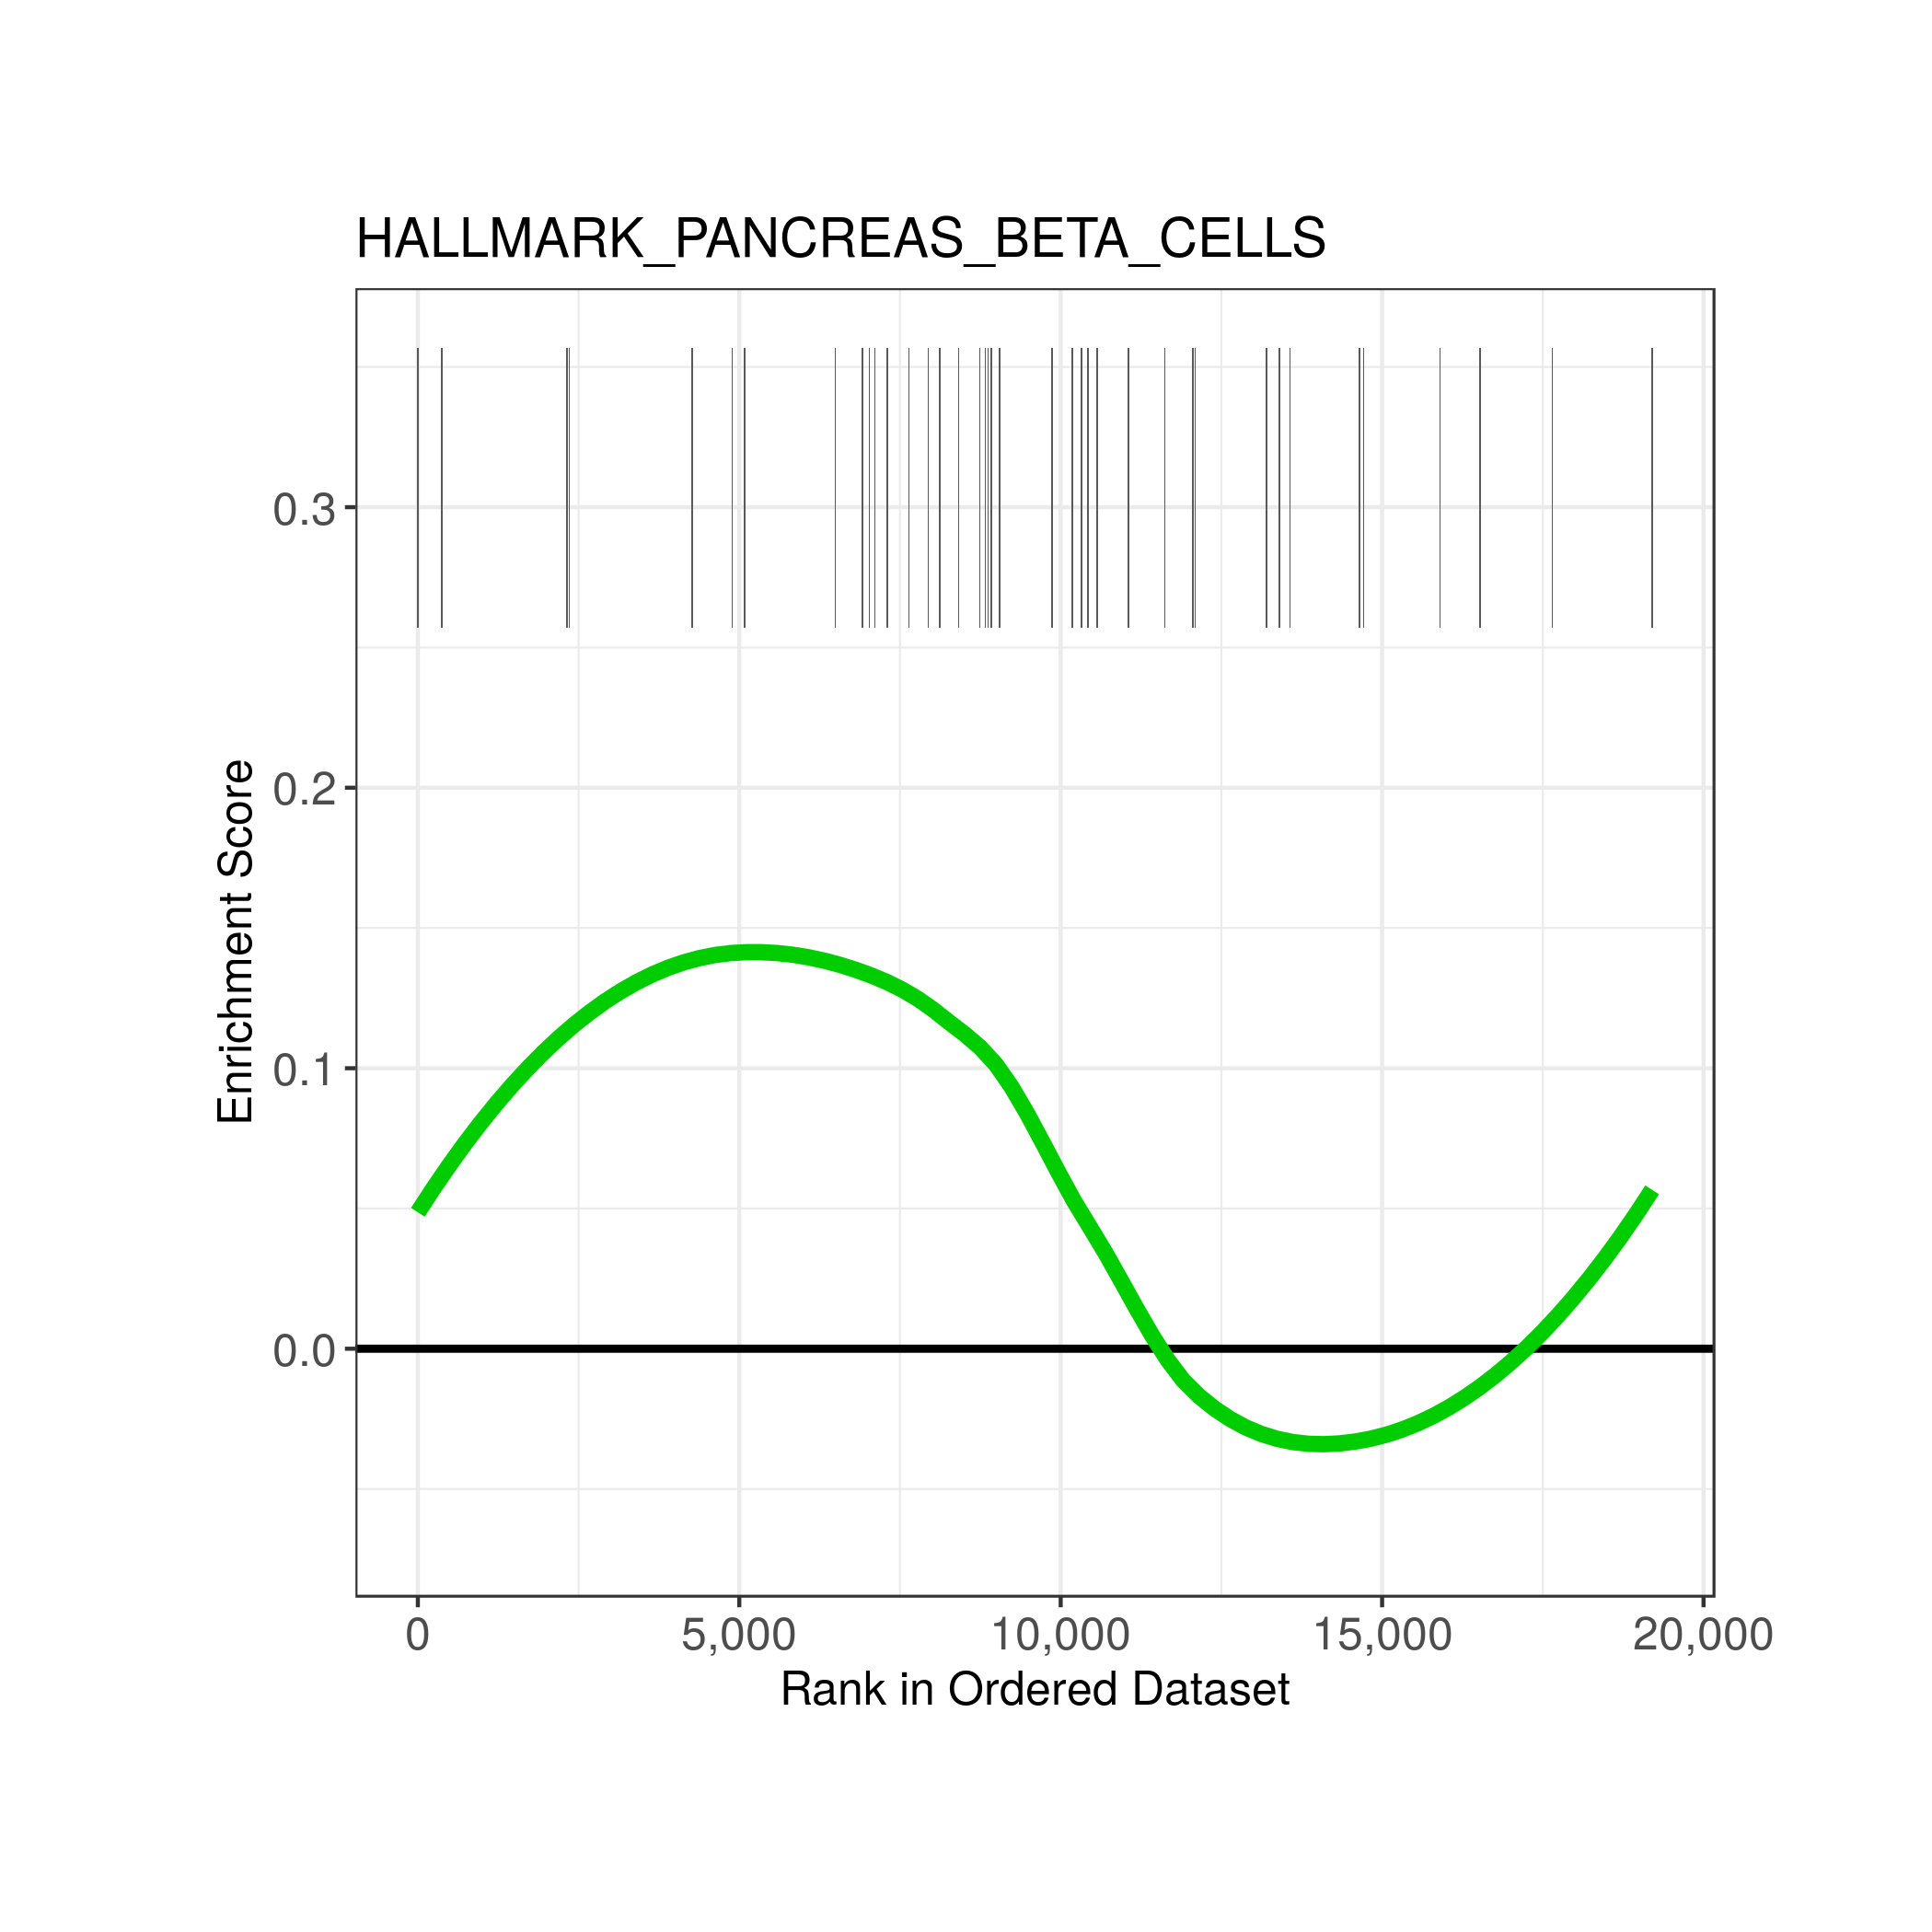 HALLMARK_PANCREAS_BETA_CELLS
Enrichment Score
0.3
0.2
0.1
0.0
0 5,000 10,000 15,000 20,000
Rank in Ordered Dataset